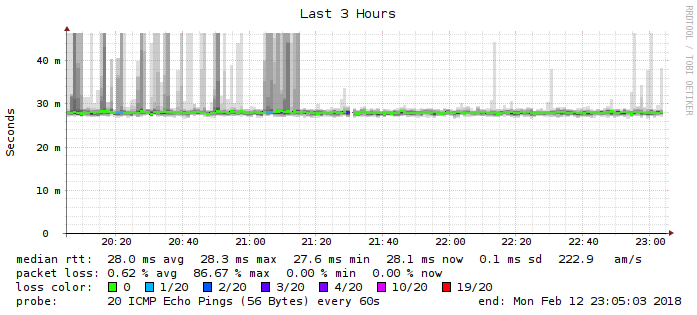 Last 3 Hours
RRDTOOL / TOBI OETIKER
Seconds
40 m
30 m
20 m
10 m
0
20:20 20:40 21:00 21:20 21:40 22:00 22:20 22:40 23:00
median rtt: 28.0 ms avg 28.3 ms max 27.6 ms min 28.1 ms now 0.1 ms sd 222.9 am/s
packet loss: 0.62 % avg 86.67 % max 0.00 % min 0.00 % now
loss color: 0 1/20 2/20 3/20 4/20 10/20 19/20
probe: 20 ICMP Echo Pings (56 Bytes) every 60s end: Mon Feb 12 23:05:03 2018